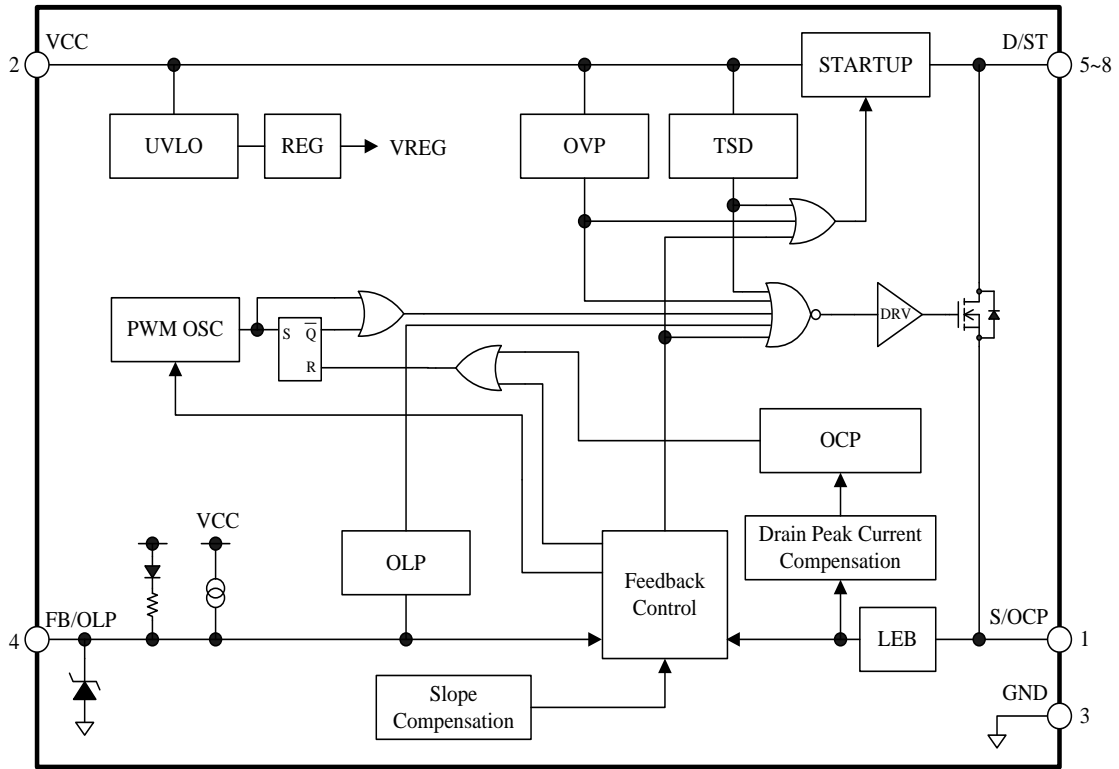 VCC
D/ST
2
5~8
STARTUP
UVLO
REG
VREG
OVP
TSD
PWM OSC
S
Q̅
R
DRV
OCP
VCC
OLP
Feedback
Control
Drain Peak Current
Compensation
FB/OLP
4
LEB
S/OCP
1
Slope
Compensation
GND
3